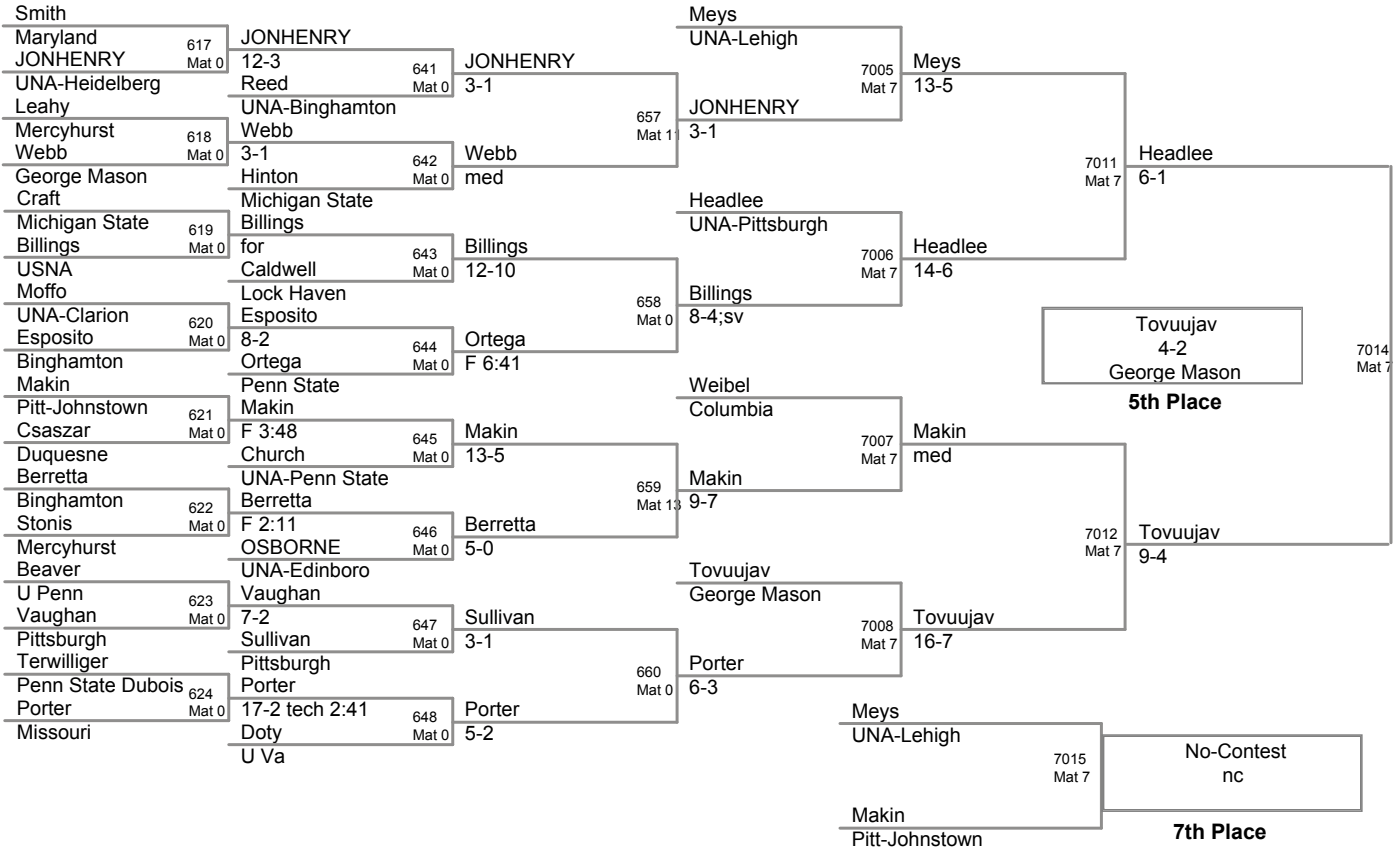 Smith
Maryland
617
Mat 0
JONHENRY
UNA-Heidelberg
Leahy
Mercyhurst
618
Mat 0
Webb
George Mason
Craft
Michigan State
619
Mat 0
Billings
USNA
Moffo
UNA-Clarion
620
Mat 0
Esposito
Binghamton
Makin
Pitt-Johnstown
621
Mat 0
Csaszar
Duquesne
Berretta
Binghamton
622
Mat 0
Stonis
Mercyhurst
Beaver
U Penn
623
Mat 0
Vaughan
Pittsburgh
Terwilliger
Penn State Dubois
624
Mat 0
Porter
Missouri
JONHENRY
12-3
641
Mat 0
Reed
UNA-Binghamton
Webb
3-1
642
Mat 0
Hinton
Michigan State
Billings
for
643
Mat 0
Caldwell
Lock Haven
Esposito
8-2
644
Mat 0
Ortega
Penn State
Makin
F 3:48
645
Mat 0
Church
UNA-Penn State
Berretta
F 2:11
646
Mat 0
OSBORNE
UNA-Edinboro
Vaughan
7-2
647
Mat 0
Sullivan
Pittsburgh
Porter
17-2 tech 2:41
648
Mat 0
Doty
U Va
JONHENRY
3-1
657
Mat 11
Webb
med
Billings
12-10
658
Mat 0
Ortega
F 6:41
Makin
13-5
659
Mat 13
Berretta
5-0
Sullivan
3-1
660
Mat 0
Porter
5-2
Meys
UNA-Lehigh
7005
Mat 7
JONHENRY
3-1
Headlee
UNA-Pittsburgh
7006
Mat 7
Billings
8-4;sv
Weibel
Columbia
7007
Mat 7
Makin
9-7
Tovuujav
George Mason
7008
Mat 7
Porter
6-3
Meys
13-5
7011
Mat 7
Headlee
14-6
Makin
med
7012
Mat 7
Tovuujav
16-7
Headlee
6-1
7014
Mat 7
Tovuujav
9-4
Tovuujav
4-2
George Mason
5th Place
Meys
UNA-Lehigh
7015
Mat 7
Makin
Pitt-Johnstown
No-Contest
nc
7th Place